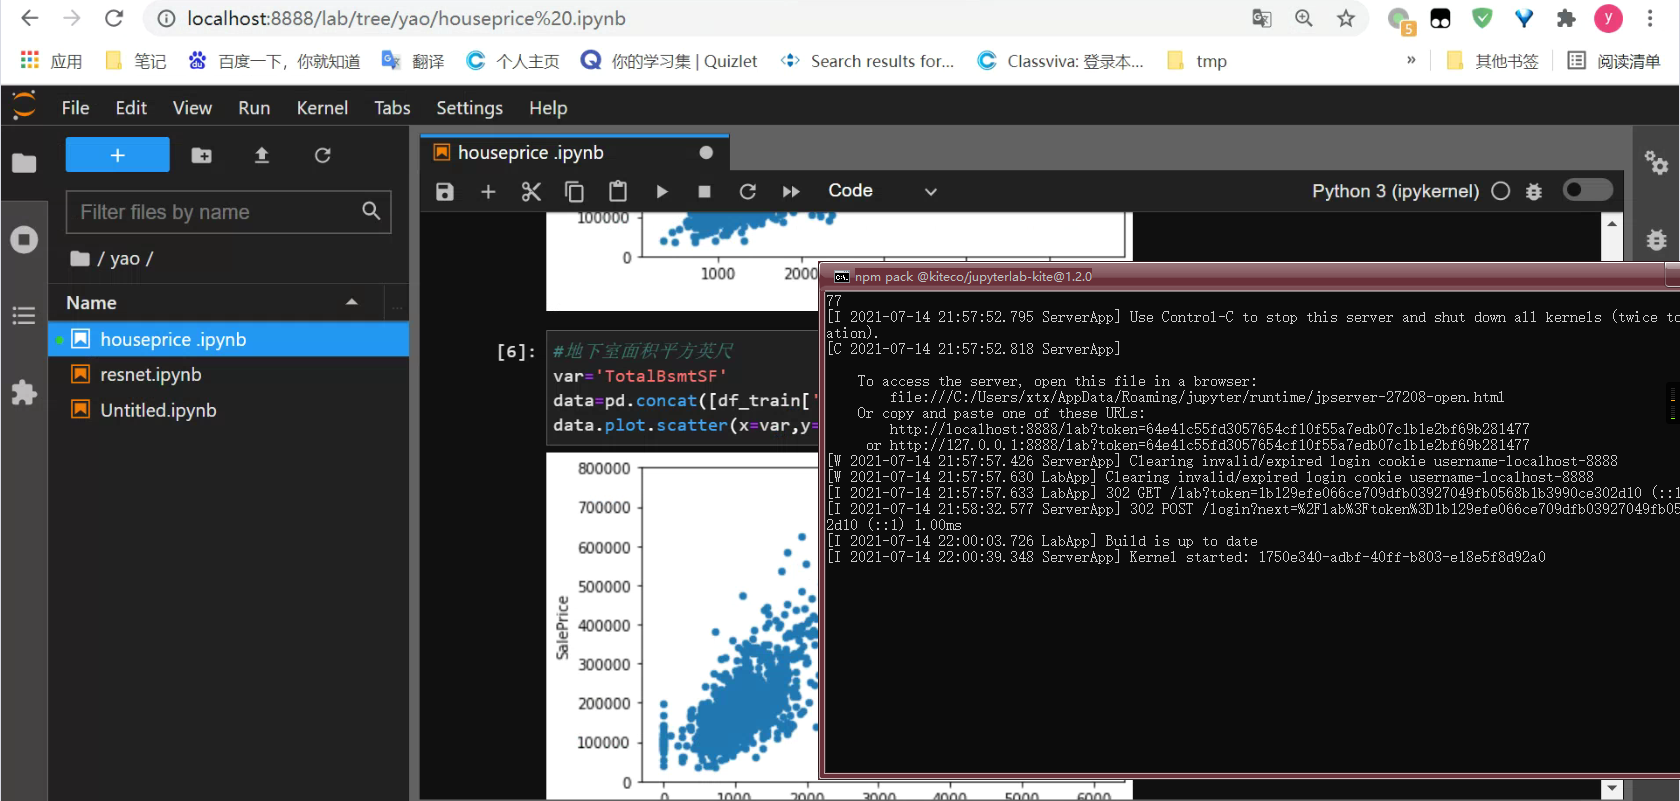 localhost:8888/lab/tree/yao/houseprice%20.ipynb
5
y
应用 笔记 百度一下，你就知道 翻译 个人主页 你的学习集 | Quizlet Search results for... Classviva: 登录本... tmp » 其他书签 阅读清单
File Edit View Run Kernel Tabs Settings Help
+
houseprice .ipynb
Code
Python 3 (ipykernel)
Filter files by name
/ yao /
Name
houseprice .ipynb
resnet.ipynb
Untitled.ipynb
100000
0
1000 2000
[6]:
#地下室面积平方英尺
var='TotalBsmtSF'
data=pd.concat([df_train['
data.plot.scatter(x=var,y=
800000
700000
600000
500000
400000
300000
200000
100000
0
SalePrice
0 1000 2000 3000 4000 5000 6000
npm pack @kiteco/jupyterlab-kite@1.2.0
77
[I 2021-07-14 21:57:52.795 ServerApp] Use Control-C to stop this server and shut down all kernels (twice to
ation).
[C 2021-07-14 21:57:52.818 ServerApp]
To access the server, open this file in a browser:
file:///C:/Users/xtx/AppData/Roaming/jupyter/runtime/jpserver-27208-open.html
Or copy and paste one of these URLs:
http://localhost:8888/lab?token=64e41c55fd3057654cf10f55a7edb07c1b1e2bf69b281477
or http://127.0.0.1:8888/lab?token=64e41c55fd3057654cf10f55a7edb07c1b1e2bf69b281477
[W 2021-07-14 21:57:57.426 ServerApp] Clearing invalid/expired login cookie username-localhost-8888
[W 2021-07-14 21:57:57.630 LabApp] Clearing invalid/expired login cookie username-localhost-8888
[I 2021-07-14 21:57:57.633 LabApp] 302 GET /lab?token=1b129efe066ce709dfb03927049fb0568b1b3990ce302d10 (::1
[I 2021-07-14 21:58:32.577 ServerApp] 302 POST /login?next=%2Flab%3Ftoken%3D1b129efe066ce709dfb03927049fb05
2d10 (::1) 1.00ms
[I 2021-07-14 22:00:03.726 LabApp] Build is up to date
[I 2021-07-14 22:00:39.348 ServerApp] Kernel started: 1750e340-adbf-40ff-b803-e18e5f8d92a0